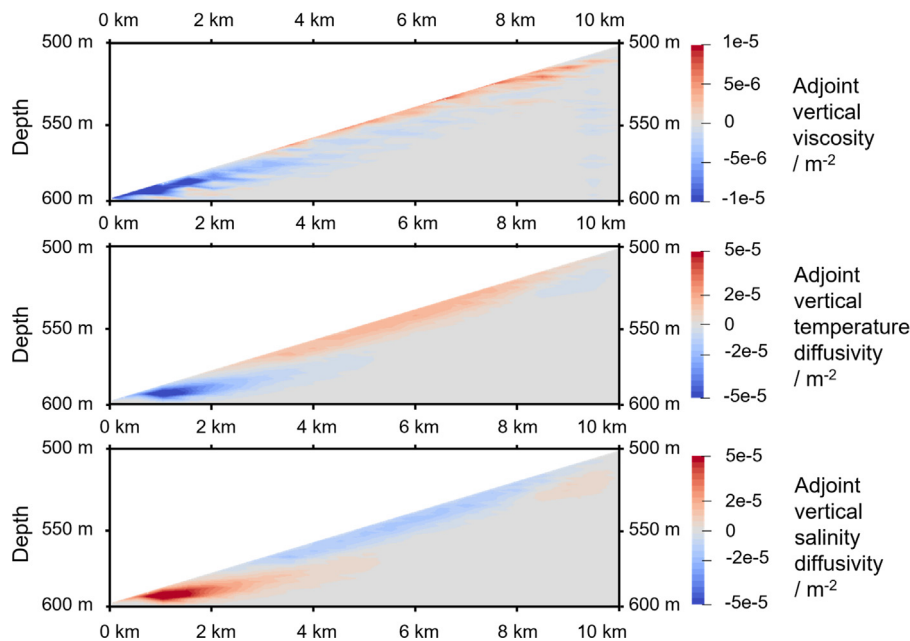 0 km 2 km 4 km 6 km 8 km 10 km
500 m 500 m 1e-5
5e-6
Depth 550 m 550 m 0
-5e-6
600 m 600 m -1e-5
Adjoint
vertical
viscosity
/ m-2
0 km 2 km 4 km 6 km 8 km 10 km
500 m 500 m 5e-5
2e-5
Depth 550 m 550 m 0
-2e-5
600 m 600 m -5e-5
Adjoint
vertical
temperature
diffusivity
/ m-2
0 km 2 km 4 km 6 km 8 km 10 km
500 m 500 m 5e-5
2e-5
Depth 550 m 550 m 0
-2e-5
600 m 600 m -5e-5
Adjoint
vertical
salinity
diffusivity
/ m-2
0 km 2 km 4 km 6 km 8 km 10 km